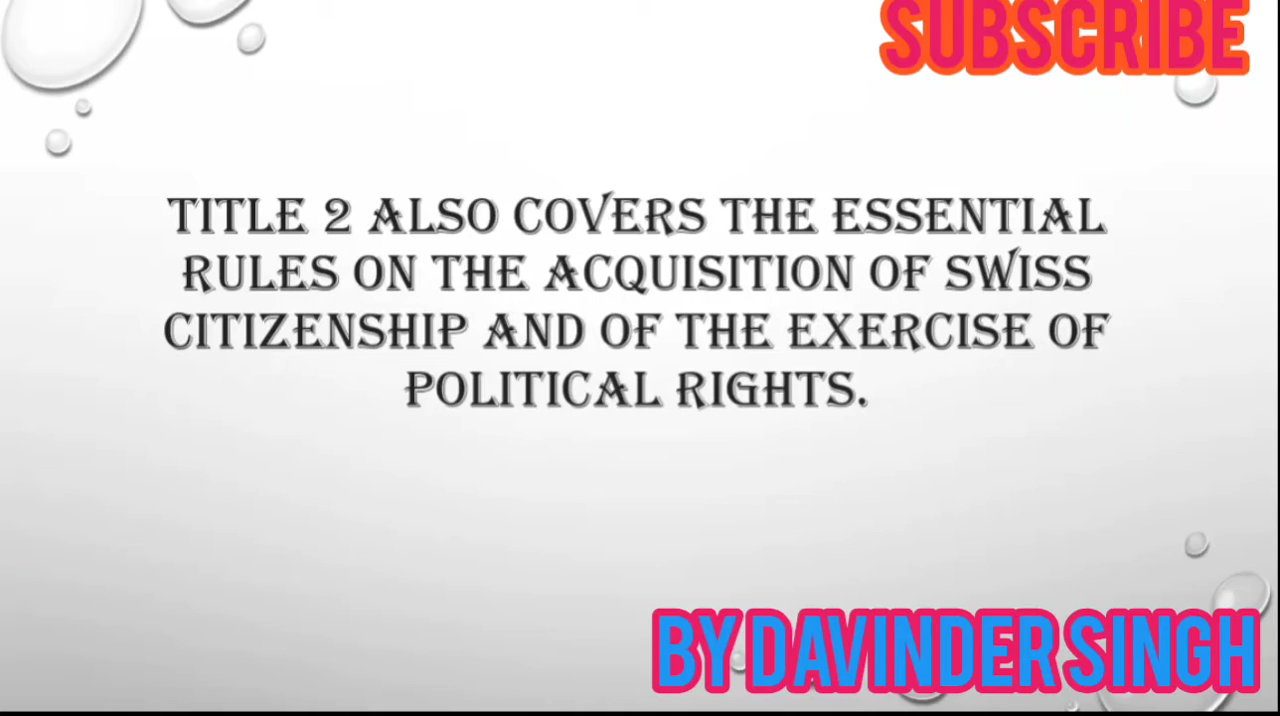 SUBSCRIBE
TITLE 2 ALSO COVERS THE ESSENTIAL
RULES ON THE ACQUISITION OF SWISS
CITIZENSHIP AND OF THE EXERCISE OF
POLITICAL RIGHTS.
BY DAVINDER SINGH